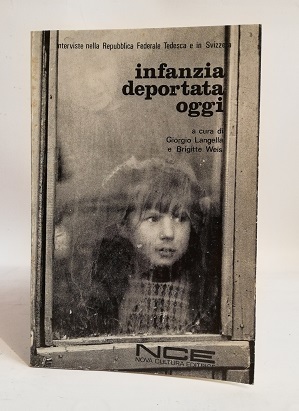 interviste nella Repubblica Federale Tedesca e in Svizzera
infanzia
deportata
oggi
a cura di
Giorgio Langella
e Brigitte Weis
NCE
NOVA CULTURA EDITRICE